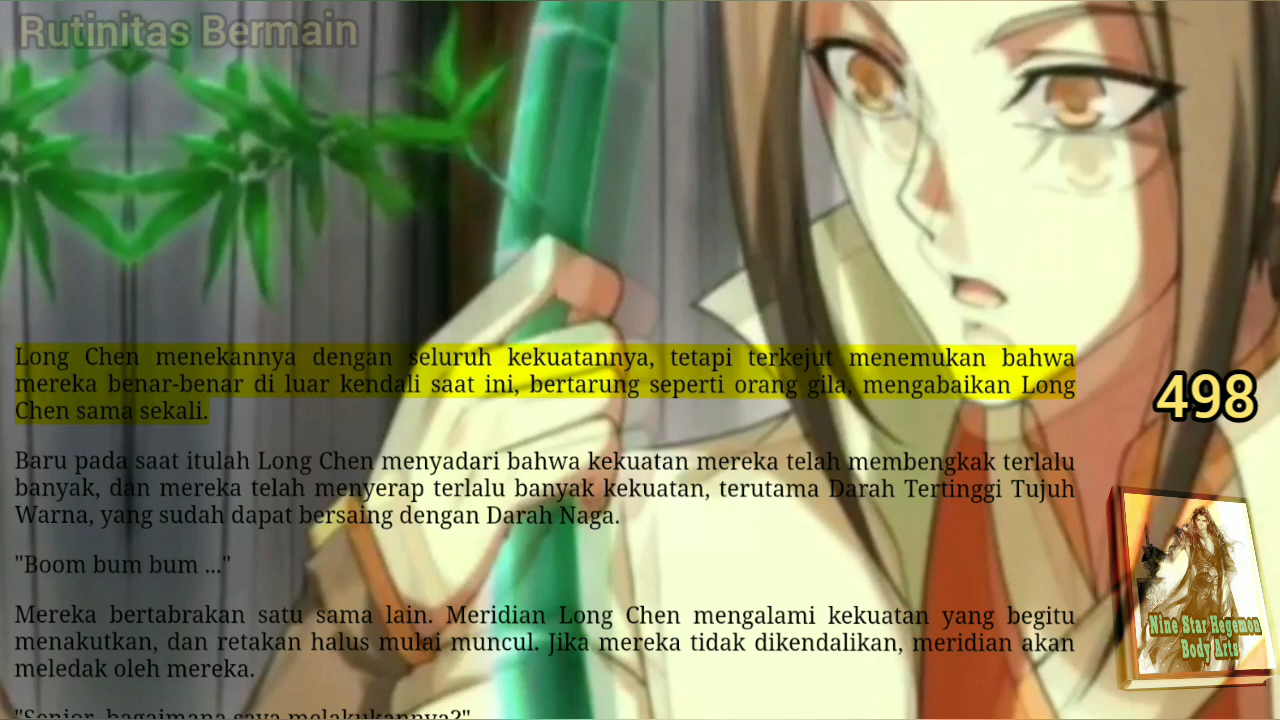 Rutinitas Bermain
Long Chen menekannya dengan seluruh kekuatannya, tetapi terkejut menemukan bahwa
mereka benar-benar di luar kendali saat ini, bertarung seperti orang gila, mengabaikan Long
Chen sama sekali.
498
Baru pada saat itulah Long Chen menyadari bahwa kekuatan mereka telah membengkak terlalu
banyak, dan mereka telah menyerap terlalu banyak kekuatan, terutama Darah Tertinggi Tujuh
Warna, yang sudah dapat bersaing dengan Darah Naga.
"Boom bum bum ..."
Mereka bertabrakan satu sama lain. Meridian Long Chen mengalami kekuatan yang begitu
menakutkan, dan retakan halus mulai muncul. Jika mereka tidak dikendalikan, meridian akan
meledak oleh mereka.
Nine Star Hegemon
Body Arts
"Senior, bagaimana saya melakukannya?"